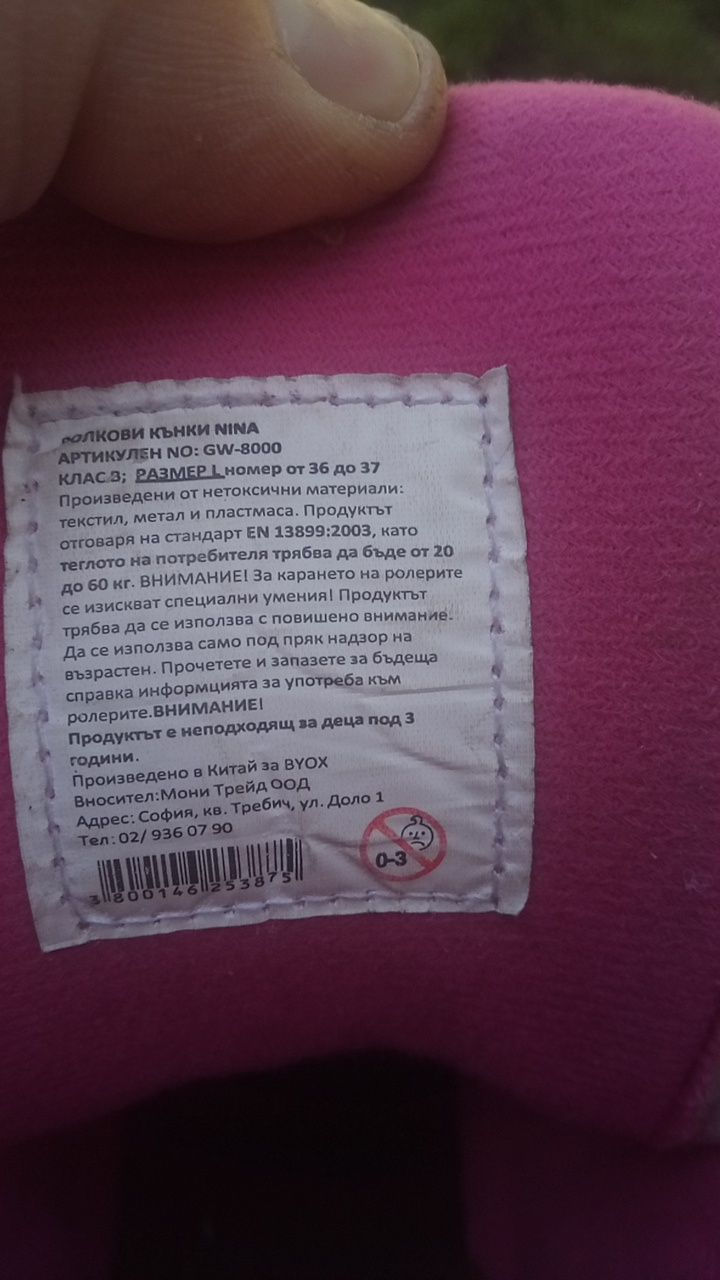 РОЛКОВИ КЪНКИ NINA
АРТИКУЛЕН NO: GW-8000
КЛАС 3; РАЗМЕР L номер от 36 до 37
Произведени от нетоксични материали:
текстил, метал и пластмаса. Продуктът
отговаря на стандарт EN 13899:2003, като
теглото на потребителя трябва да бъде от 20
до 60 кг. ВНИМАНИЕ! За карането на ролерите
се изискват специални умения! Продуктът
трябва да се използва с повишено внимание.
Да се използва само под пряк надзор на
възрастен. Прочетете и запазете за бъдеща
справка информцията за употреба към
ролерите.ВНИМАНИЕ!
Продуктът е неподходящ за деца под 3
години.
Произведено в Китай за BYOX
Вносител:Мони Трейд ООД
Адрес: София, кв. Требич, ул. Доло 1
Тел: 02/ 936 07 90
0-3
3 800146 253875